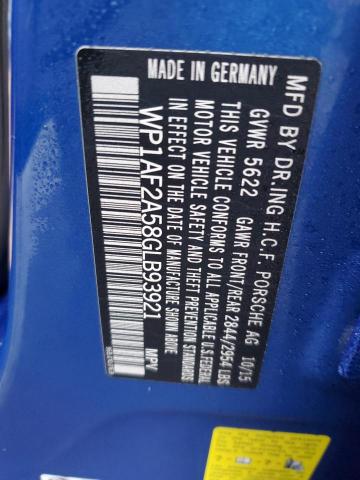 MFD BY DR.ING H.C.F. PORSCHE AG 10/15
GVWR 5622 GAWR FRONT/REAR 2844/2954 LBS
THIS VEHICLE CONFORMS TO ALL APPLICABLE U.S.FEDERAL
MOTOR VEHICLE SAFETY AND THEFT PREVENTION STANDARDS
IN EFFECT ON THE DATE OF MANUFACTURE SHOWN ABOVE
WP1AF2A58GLB93921 MPV
MADE IN GERMANY